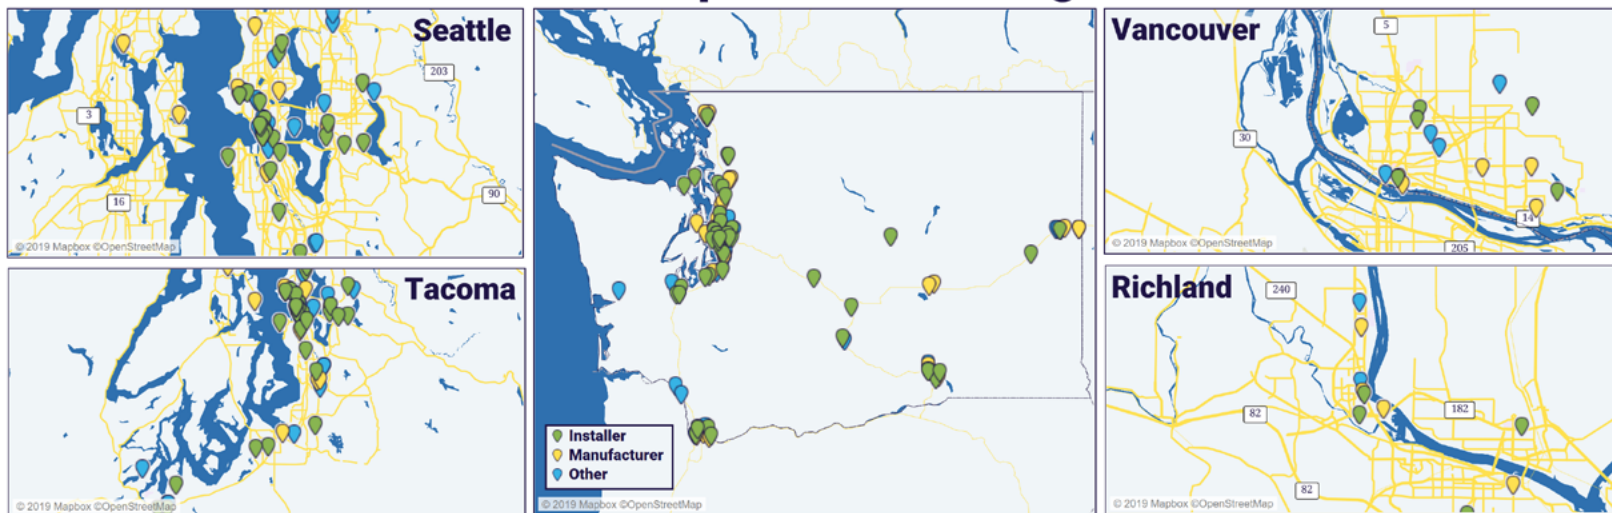 Seattle
203
3
16
90
© 2019 Mapbox ©OpenStreetMap
Tacoma
© 2019 Mapbox ©OpenStreetMap
Installer
Manufacturer
Other
© 2019 Mapbox ©OpenStreetMap
Vancouver
5
30
14
205
© 2019 Mapbox ©OpenStreetMap
Richland
240
82
182
82
© 2019 Mapbox ©OpenStreetMap